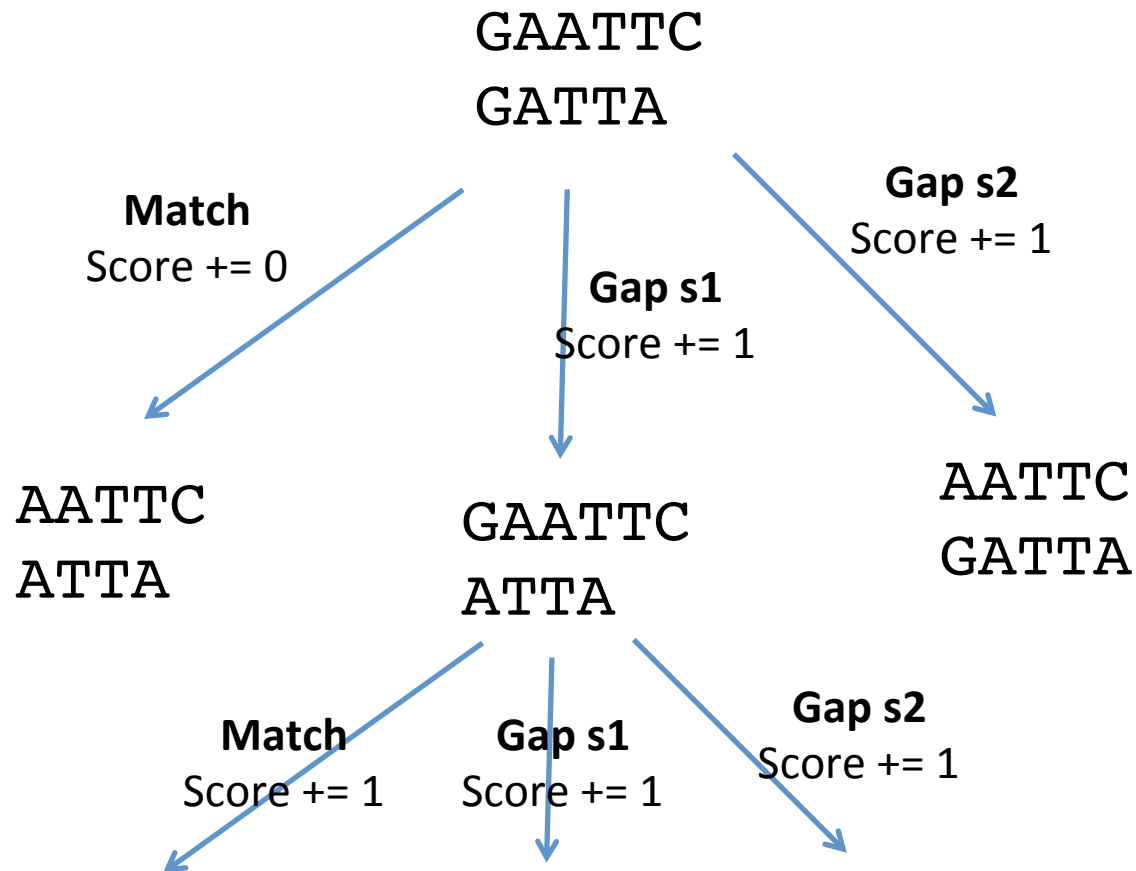 GAATTC
GATTA
Match
Score += 0
Gap s1
Score += 1
Gap s2
Score += 1
AATTC
ATTA
GAATTC
ATTA
AATTC
GATTA
Match
Score += 1
Gap s1
Score += 1
Gap s2
Score += 1